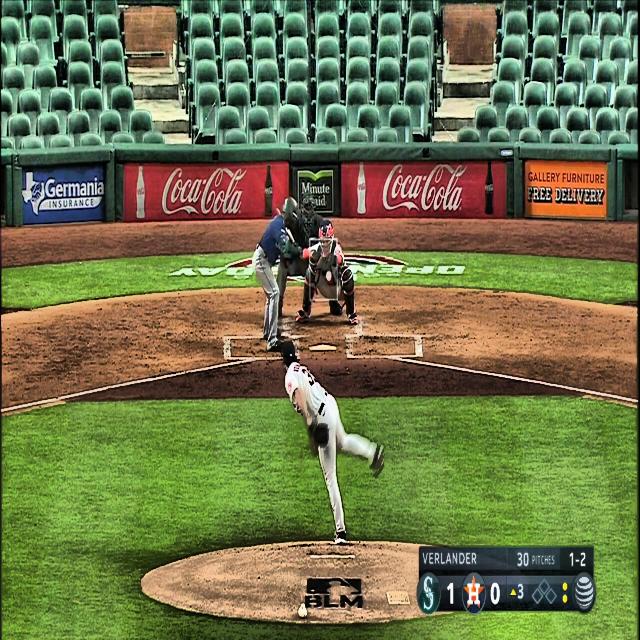 Germania
INSURANCE
Coca-Cola
Minute
Maid
Coca-Cola
GALLERY FURNITURE
FREE DELIVERY
OPEN DAY
BLM
VERLANDER 30 PITCHES 1-2
S 1 H 0 ▲3